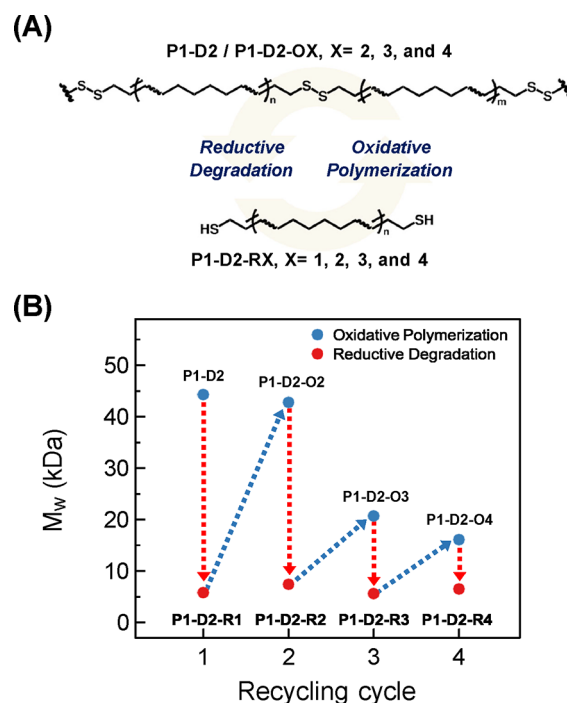 (A)
P1-D2 / P1-D2-OX, X= 2, 3, and 4
S-S
n
S-S
m
S-S
Reductive Oxidative
Degradation Polymerization
HS
n
SH
P1-D2-RX, X= 1, 2, 3, and 4
(B)
Oxidative Polymerization
Reductive Degradation
50
40
30
20
10
0
Mw (kDa)
P1-D2
P1-D2-O2
P1-D2-O3
P1-D2-O4
P1-D2-R1 P1-D2-R2 P1-D2-R3 P1-D2-R4
1 2 3 4
Recycling cycle